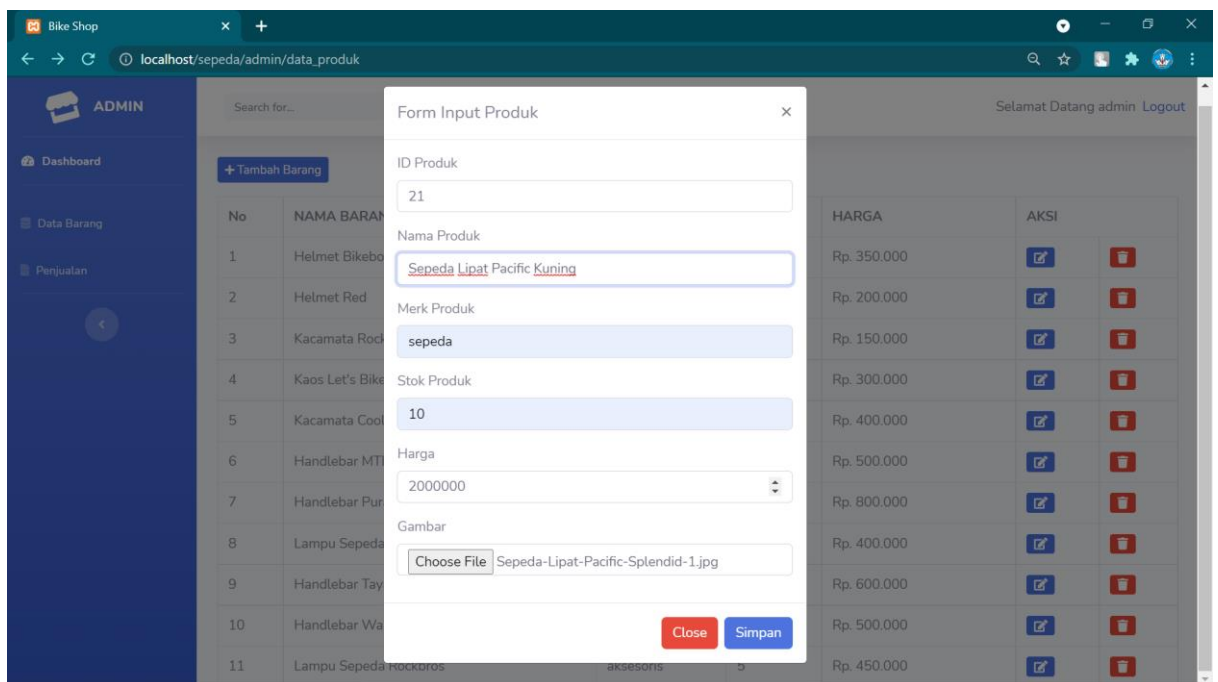 Bike Shop
localhost/sepeda/admin/data_produk
ADMIN
Dashboard
Data Barang
Penjualan
Search for...
Selamat Datang admin Logout
+Tambah Barang
No NAMA BARAN HARGA AKSI
1 Helmet Bikebo Rp. 350.000
2 Helmet Red Rp. 200.000
3 Kacamata Rock Rp. 150.000
4 Kaos Let's Bike Rp. 300.000
5 Kacamata Cool Rp. 400.000
6 Handlebar MTB Rp. 500.000
7 Handlebar Pur Rp. 800.000
8 Lampu Sepeda Rp. 400.000
9 Handlebar Tay Rp. 600.000
10 Handlebar Wa Rp. 500.000
11 Lampu Sepeda Rockbros aksesoris 5 Rp. 450.000
Form Input Produk ×
ID Produk
21
Nama Produk
Sepeda Lipat Pacific Kuning
Merk Produk
sepeda
Stok Produk
10
Harga
2000000
Gambar
Choose File Sepeda-Lipat-Pacific-Splendid-1.jpg
Close Simpan